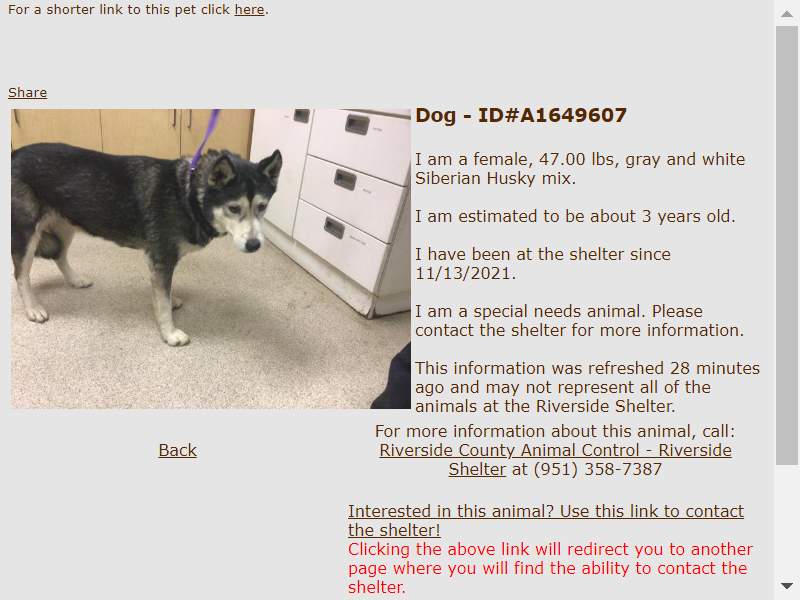 For a shorter link to this pet click here.
Share
Dog - ID#A1649607
I am a female, 47.00 lbs, gray and white
Siberian Husky mix.
I am estimated to be about 3 years old.
I have been at the shelter since
11/13/2021.
I am a special needs animal. Please
contact the shelter for more information.
This information was refreshed 28 minutes
ago and may not represent all of the
animals at the Riverside Shelter.
For more information about this animal, call:
Riverside County Animal Control - Riverside
Shelter at (951) 358-7387
Back
Interested in this animal? Use this link to contact
the shelter!
Clicking the above link will redirect you to another
page where you will find the ability to contact the
shelter.